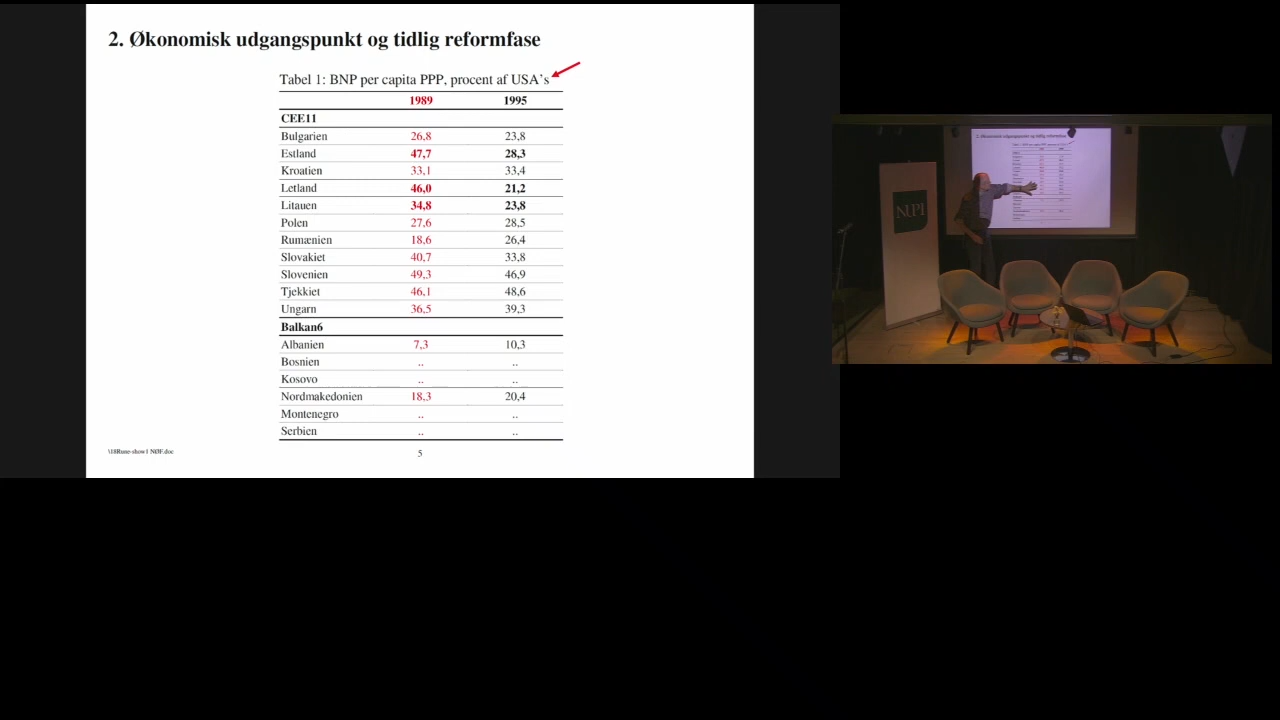 2. Økonomisk udgangspunkt og tidlig reformfase
Tabel 1: BNP per capita PPP, procent af USA's
1989 1995
CEE11
Bulgarien 26,8 23,8
Estland 47,7 28,3
Kroatien 33,1 33,4
Letland 46,0 21,2
Litauen 34,8 23,8
Polen 27,6 28,5
Rumænien 18,6 26,4
Slovakiet 40,7 33,8
Slovenien 49,3 46,9
Tjekkiet 46,1 48,6
Ungarn 36,5 39,3
Balkan6
Albanien 7,3 10,3
Bosnien .. ..
Kosovo .. ..
Nordmakedonien 18,3 20,4
Montenegro .. ..
Serbien .. ..
\18Rune-show1 NØF.doc
5
NUPI